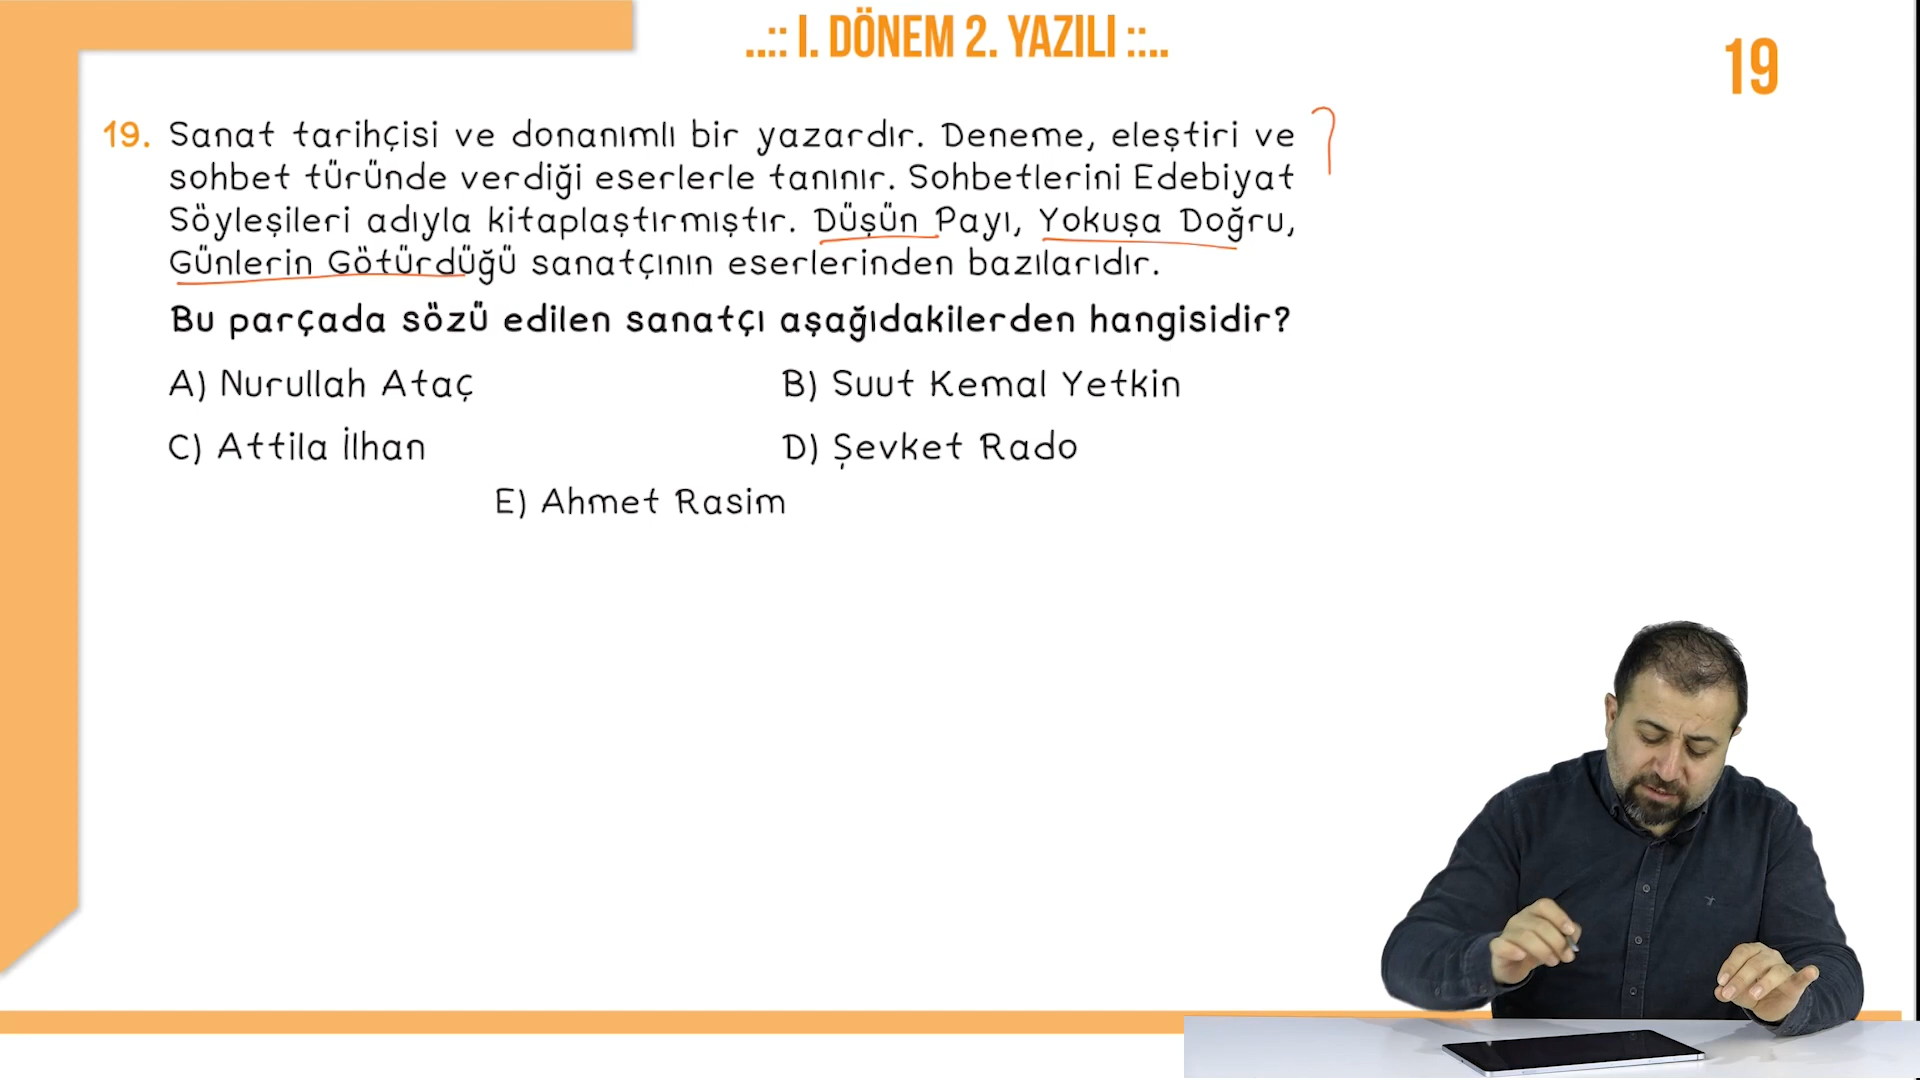 ..:: I. DÖNEM 2. YAZILI ::..
19
19. Sanat tarihçisi ve donanımlı bir yazardır. Deneme, eleştiri ve
sohbet türünde verdiği eserlerle tanınır. Sohbetlerini Edebiyat
Söyleşileri adıyla kitaplaştırmıştır. Düşün Payı, Yokuşa Doğru,
Günlerin Götürdüğü sanatçının eserlerinden bazılarıdır.
Bu parçada sözü edilen sanatçı aşağıdakilerden hangisidir?
A) Nurullah Ataç
B) Suut Kemal Yetkin
C) Attila İlhan
D) Şevket Rado
E) Ahmet Rasim